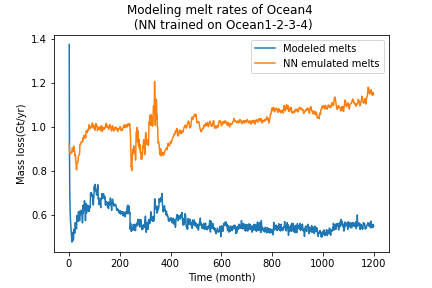 Modeling melt rates of Ocean4
(NN trained on Ocean1-2-3-4)
Modeled melts
NN emulated melts
Mass loss(Gt/yr)
1.4
1.2
1.0
0.8
0.6
0
200
400
600
800
1000
1200
Time (month)